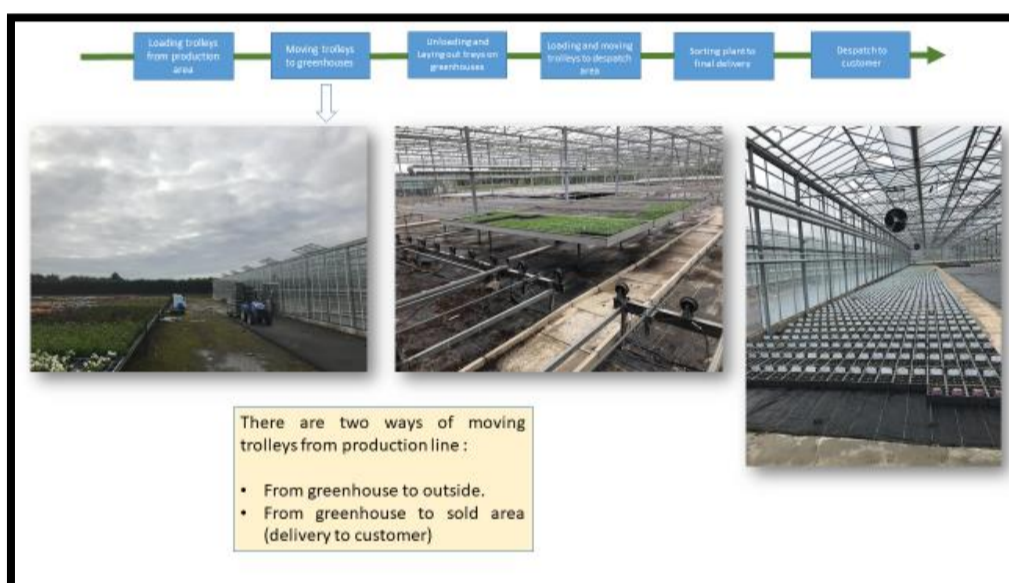 Loading trolleys
from production
area
Moving trolleys
to greenhouses
Unloading and
Laying out trays on
greenhouses
Loading and moving
trolleys to despatch
area
Sorting plant to
final delivery
Despatch to
customer
There are two ways of moving
trolleys from production line :
• From greenhouse to outside.
• From greenhouse to sold area
(delivery to customer)